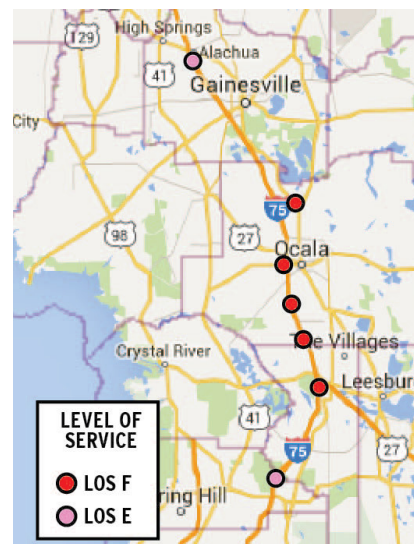 High Springs
129
41
Alachua
Gainesville
City
75
98
27
Ocala
The Villages
Crystal River
Leesbur
41
27
75
ring Hill
LEVEL OF
SERVICE
LOS F
LOS E